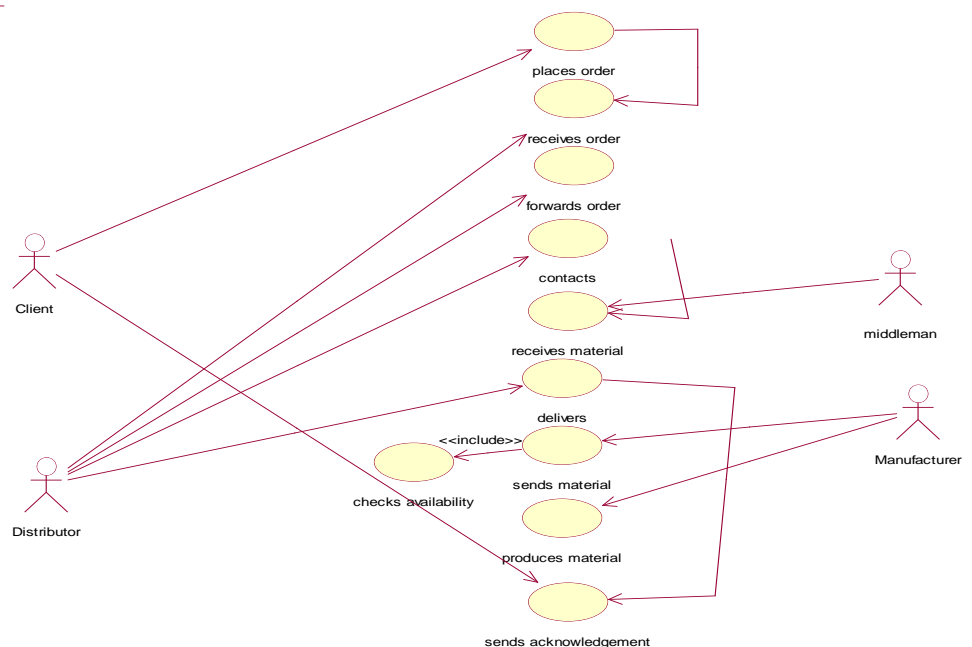 places order
receives order
forwards order
contacts
Client
middleman
receives material
delivers
<<include>>
Manufacturer
sends material
checks availability
Distributor
produces material
sends acknowledgement